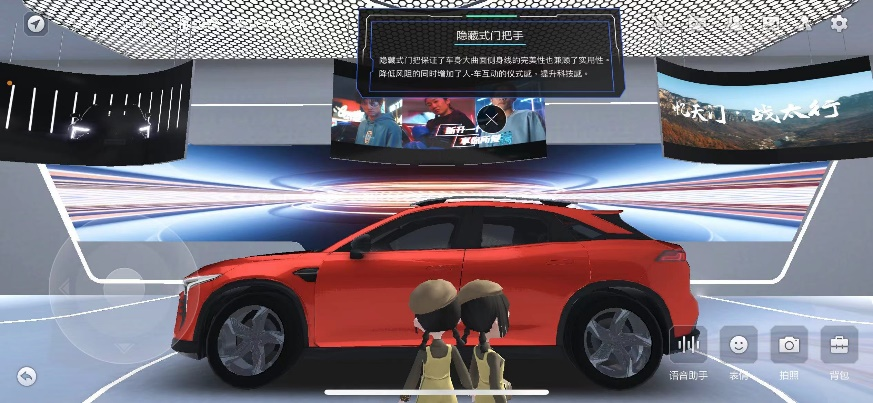 隐藏式门把手
隐藏式门把保证了车身大曲面侧身线的完美性也兼顾了实用性。
降低风阻的同时增加了人-车互动的仪式感、提升科技感。
战太行
语音助手
表情
拍照
背包